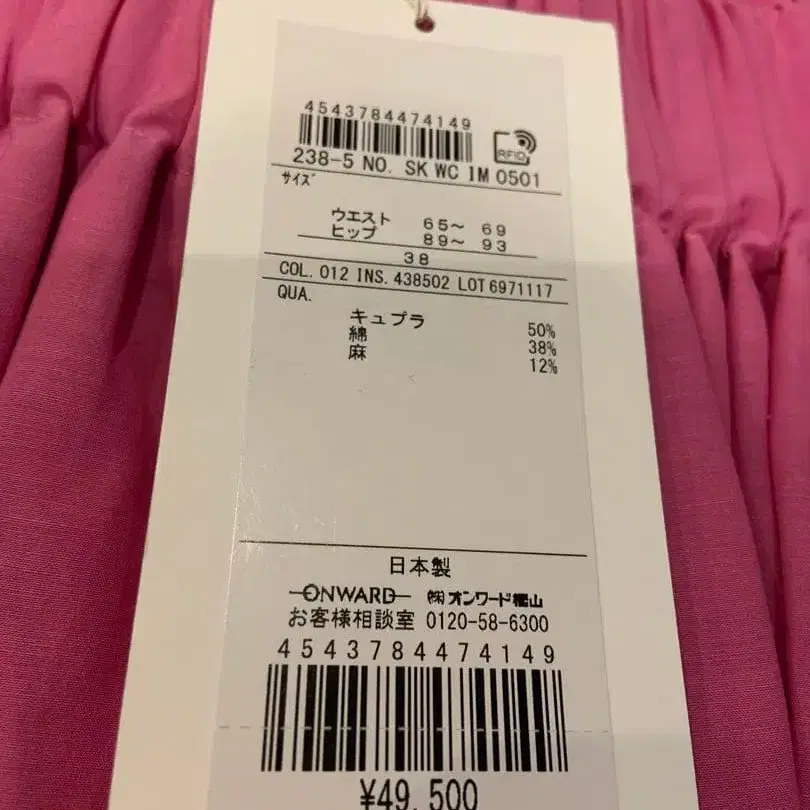 4543784474149
RFID
238-5 NO. SK WC IM 0501
サイズ
ウエスト 65〜 69
ヒップ 89〜 93
38
COL. 012 INS. 438502 LOT 6971117
QUA.
キュプラ 50%
綿 38%
麻 12%
日本製
ONWARD ㈱オンワード樫山
お客様相談室 0120-58-6300
4543784474149
¥49,500